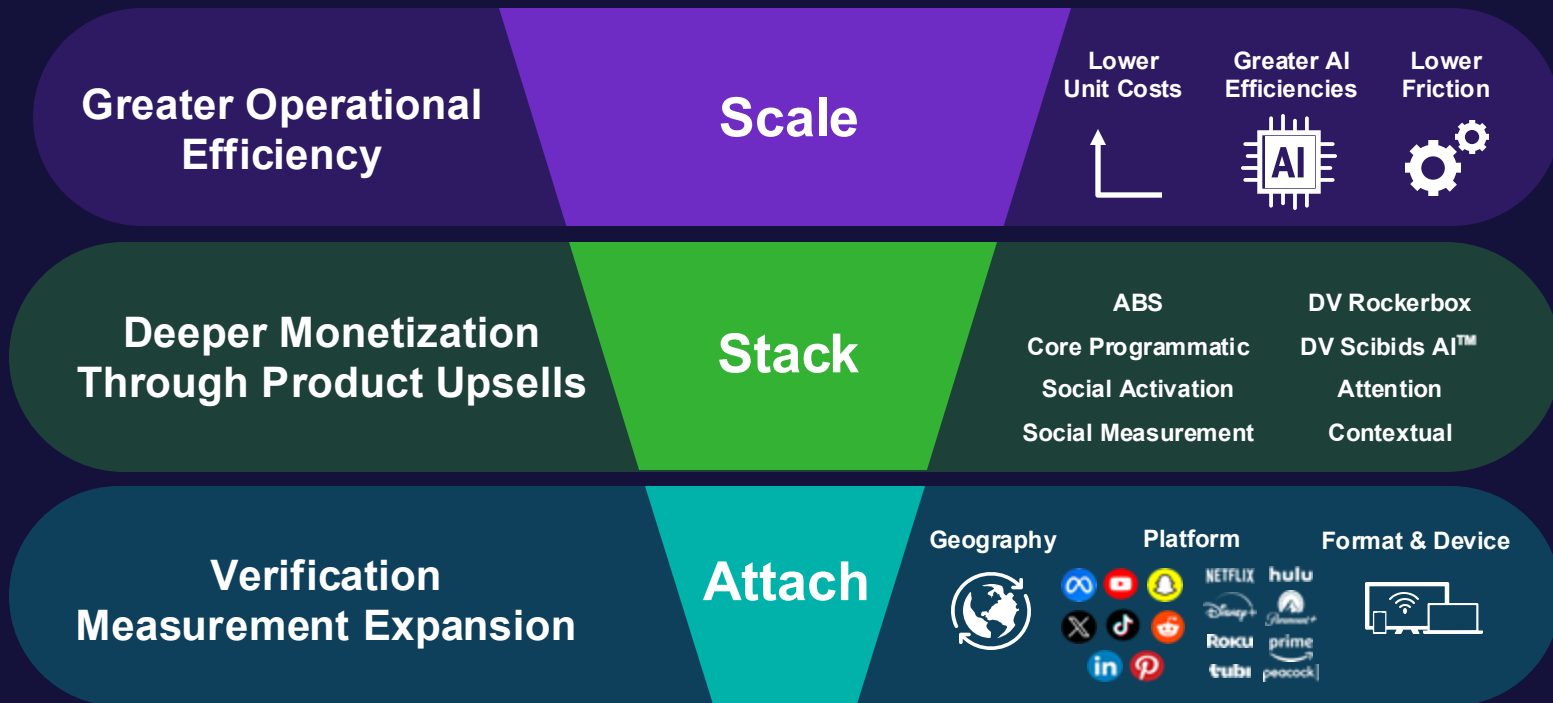 Greater Operational
Efficiency
Scale
Lower
Unit Costs
Greater AI
Efficiencies
AI
Lower
Friction
Deeper Monetization
Through Product Upsells
Stack
ABS
Core Programmatic
Social Activation
Social Measurement
DV Rockerbox
DV Scibids AI™
Attention
Contextual
Verification
Measurement Expansion
Attach
Geography
Platform
in
NETFLIX
hulu
Disney+
Paramount+
ROKU
prime
tubi
peacock
Format & Device